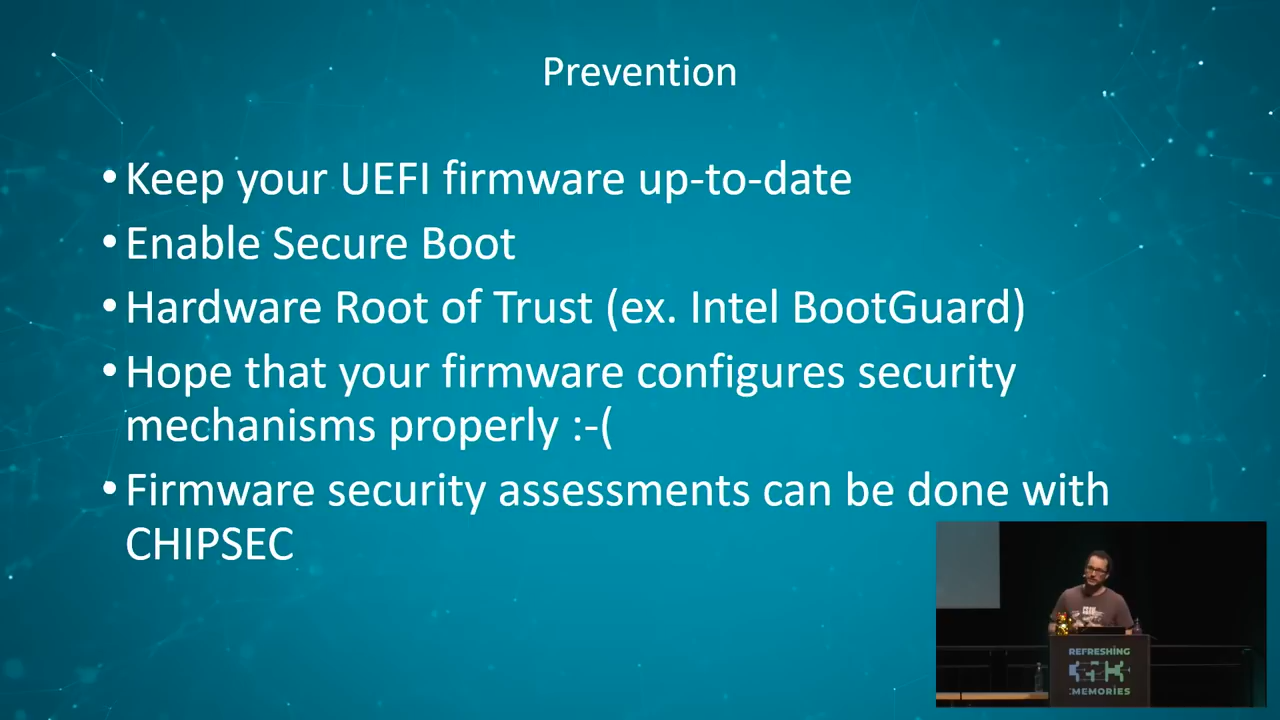 Prevention
•Keep your UEFI firmware up-to-date
•Enable Secure Boot
•Hardware Root of Trust (ex. Intel BootGuard)
•Hope that your firmware configures security
mechanisms properly :-(
•Firmware security assessments can be done with
CHIPSEC
REFRESHING
:MEMORIES